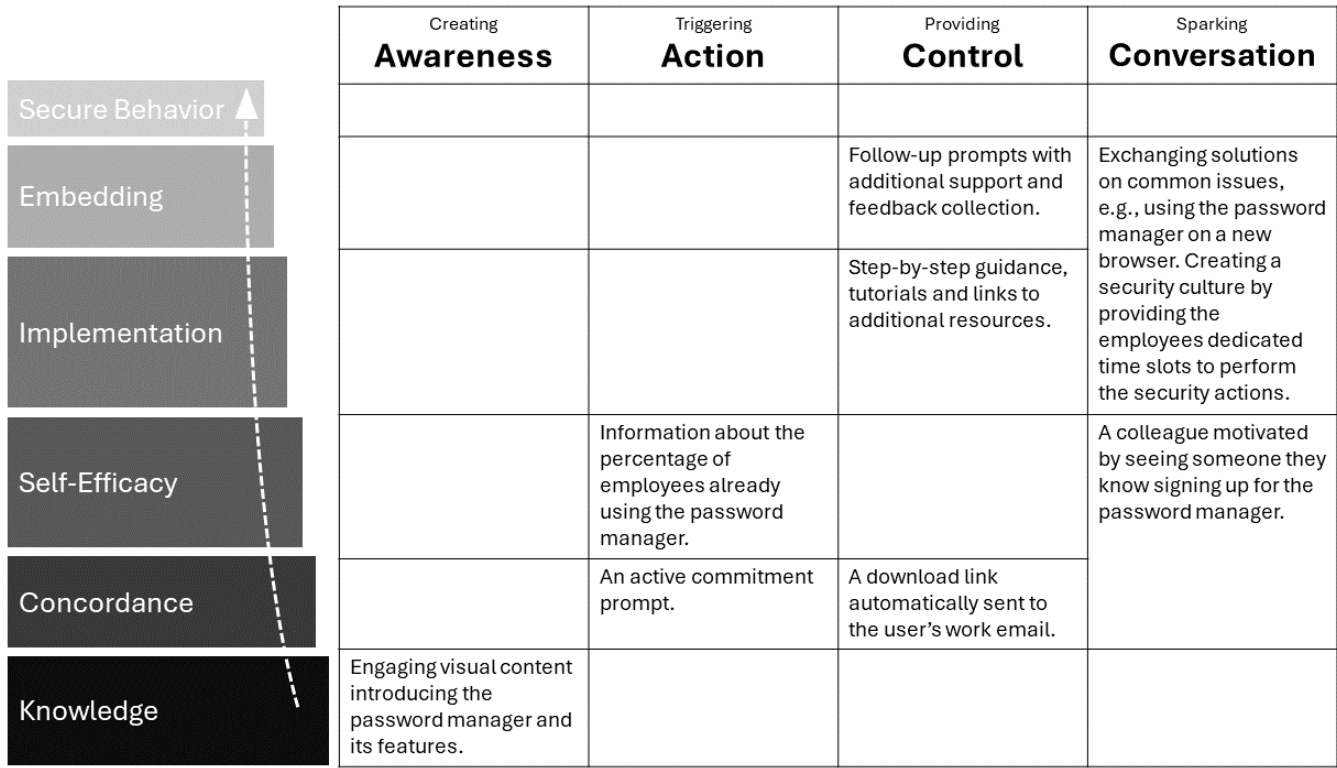 Creating
Awareness
Triggering
Action
Providing
Control
Sparking
Conversation
Secure Behavior
Embedding
Follow-up prompts with
additional support and
feedback collection.
Exchanging solutions
on common issues,
e.g., using the password
manager on a new
browser. Creating a
security culture by
providing the
employees dedicated
time slots to perform
the security actions.
Implementation
Step-by-step guidance,
tutorials and links to
additional resources.
Self-Efficacy
Information about the
percentage of
employees already
using the password
manager.
A colleague motivated
by seeing someone they
know signing up for the
password manager.
Concordance
An active commitment
prompt.
A download link
automatically sent to
the user’s work email.
Knowledge
Engaging visual content
introducing the
password manager and
its features.